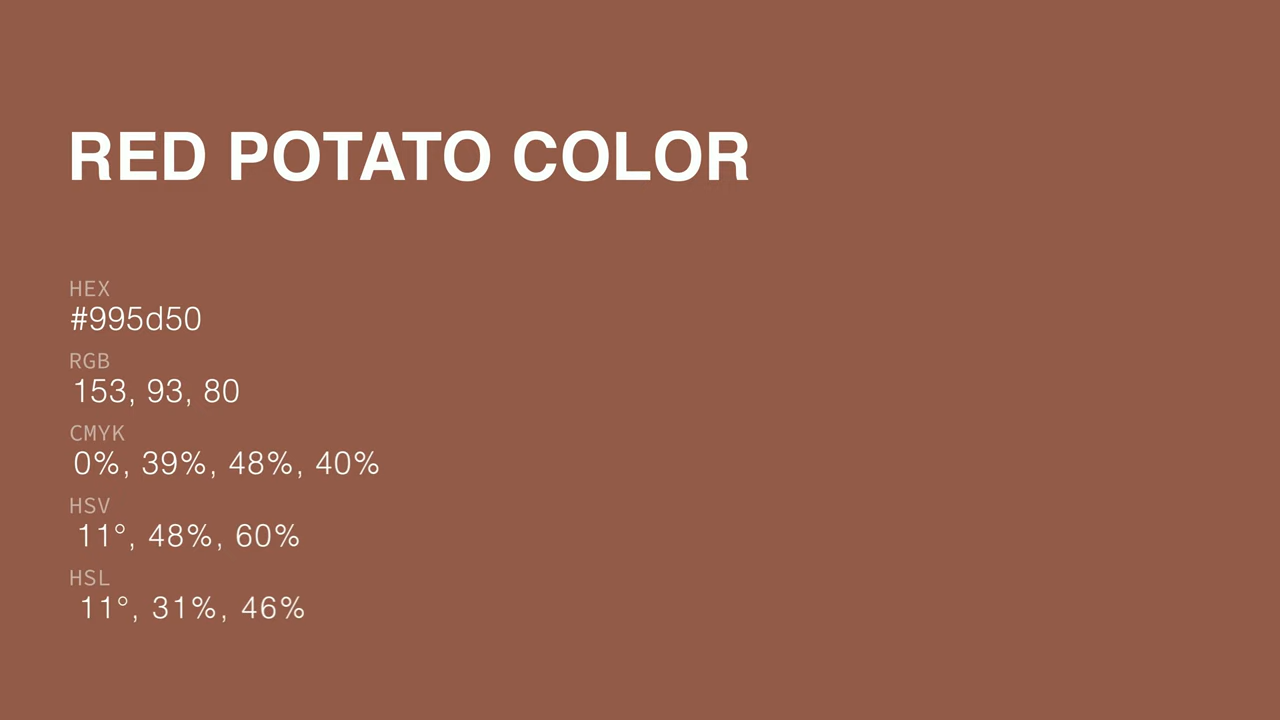 RED POTATO COLOR
HEX
#995d50
RGB
153, 93, 80
CMYK
0%, 39%, 48%, 40%
HSV
11°, 48%, 60%
HSL
11°, 31%, 46%